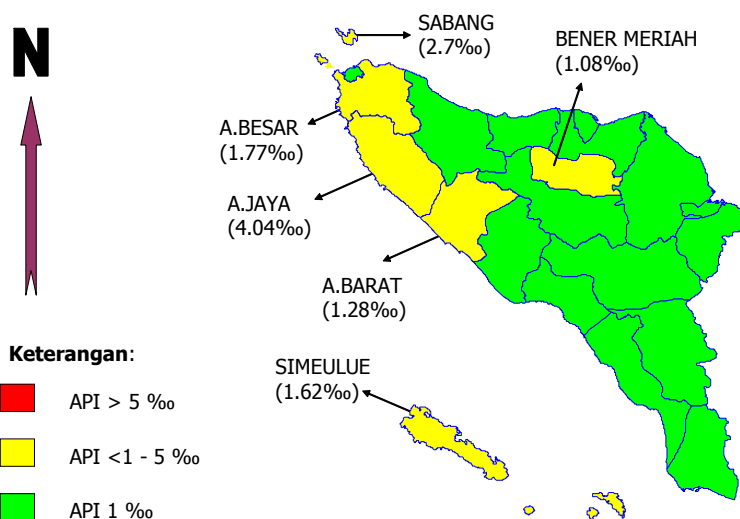 N
SABANG
(2.7‰)
BENER MERIAH
(1.08‰)
A.BESAR
(1.77‰)
A.JAYA
(4.04‰)
A.BARAT
(1.28‰)
SIMEULUE
(1.62‰)
Keterangan:
API > 5 ‰
API <1 - 5 ‰
API 1 ‰